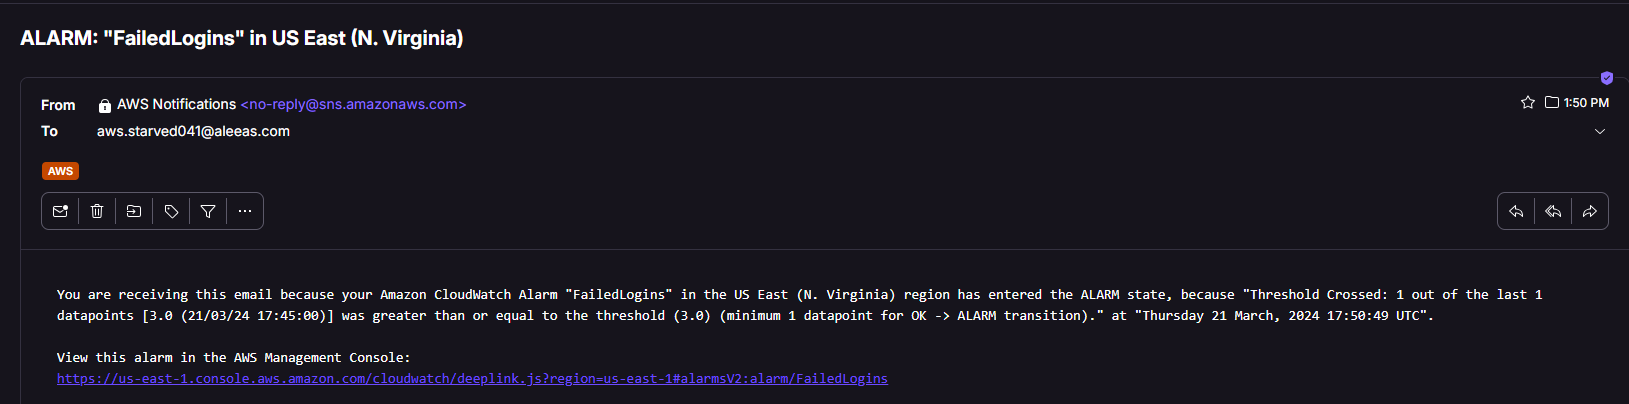 ALARM: "FailedLogins" in US East (N. Virginia)
From AWS Notifications <no-reply@sns.amazonaws.com>
1:50 PM
To aws.starved041@aleeas.com
AWS
You are receiving this email because your Amazon CloudWatch Alarm "FailedLogins" in the US East (N. Virginia) region has entered the ALARM state, because "Threshold Crossed: 1 out of the last 1
datapoints [3.0 (21/03/24 17:45:00)] was greater than or equal to the threshold (3.0) (minimum 1 datapoint for OK -> ALARM transition)." at "Thursday 21 March, 2024 17:50:49 UTC".
View this alarm in the AWS Management Console:
https://us-east-1.console.aws.amazon.com/cloudwatch/deeplink.js?region=us-east-1#alarmsV2:alarm/FailedLogins